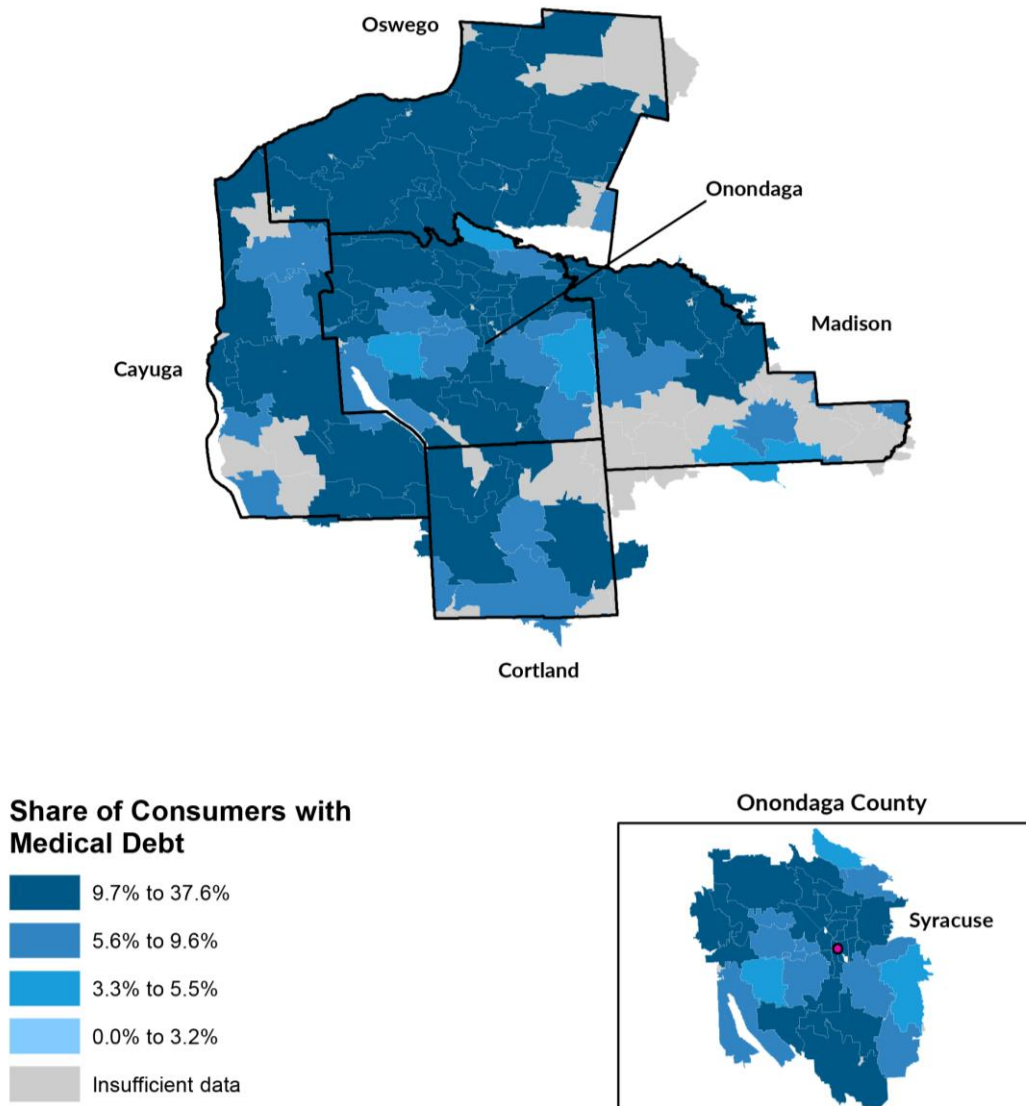 Oswego
Onondaga
Madison
Cayuga
Cortland
Share of Consumers with
Medical Debt
9.7% to 37.6%
5.6% to 9.6%
3.3% to 5.5%
0.0% to 3.2%
Insufficient data
Onondaga County
Syracuse